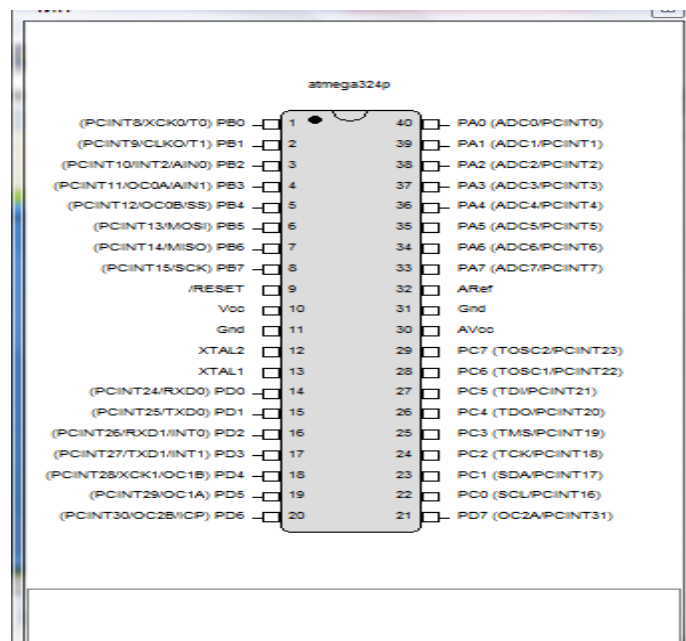 atmega324p
(PCINT8/XCK0/T0) PB0 1 40 PA0 (ADC0/PCINT0)
(PCINT9/CLKO/T1) PB1 2 39 PA1 (ADC1/PCINT1)
(PCINT10/INT2/AIN0) PB2 3 38 PA2 (ADC2/PCINT2)
(PCINT11/OC0A/AIN1) PB3 4 37 PA3 (ADC3/PCINT3)
(PCINT12/OC0B/SS) PB4 5 36 PA4 (ADC4/PCINT4)
(PCINT13/MOSI) PB5 6 35 PA5 (ADC5/PCINT5)
(PCINT14/MISO) PB6 7 34 PA6 (ADC6/PCINT6)
(PCINT15/SCK) PB7 8 33 PA7 (ADC7/PCINT7)
/RESET 9 32 ARef
Vcc 10 31 Gnd
Gnd 11 30 AVcc
XTAL2 12 29 PC7 (TOSC2/PCINT23)
XTAL1 13 28 PC6 (TOSC1/PCINT22)
(PCINT24/RXD0) PD0 14 27 PC5 (TDI/PCINT21)
(PCINT25/TXD0) PD1 15 26 PC4 (TDO/PCINT20)
(PCINT26/RXD1/INT0) PD2 16 25 PC3 (TMS/PCINT19)
(PCINT27/TXD1/INT1) PD3 17 24 PC2 (TCK/PCINT18)
(PCINT28/XCK1/OC1B) PD4 18 23 PC1 (SDA/PCINT17)
(PCINT29/OC1A) PD5 19 22 PC0 (SCL/PCINT16)
(PCINT30/OC2B/ICP) PD6 20 21 PD7 (OC2A/PCINT31)